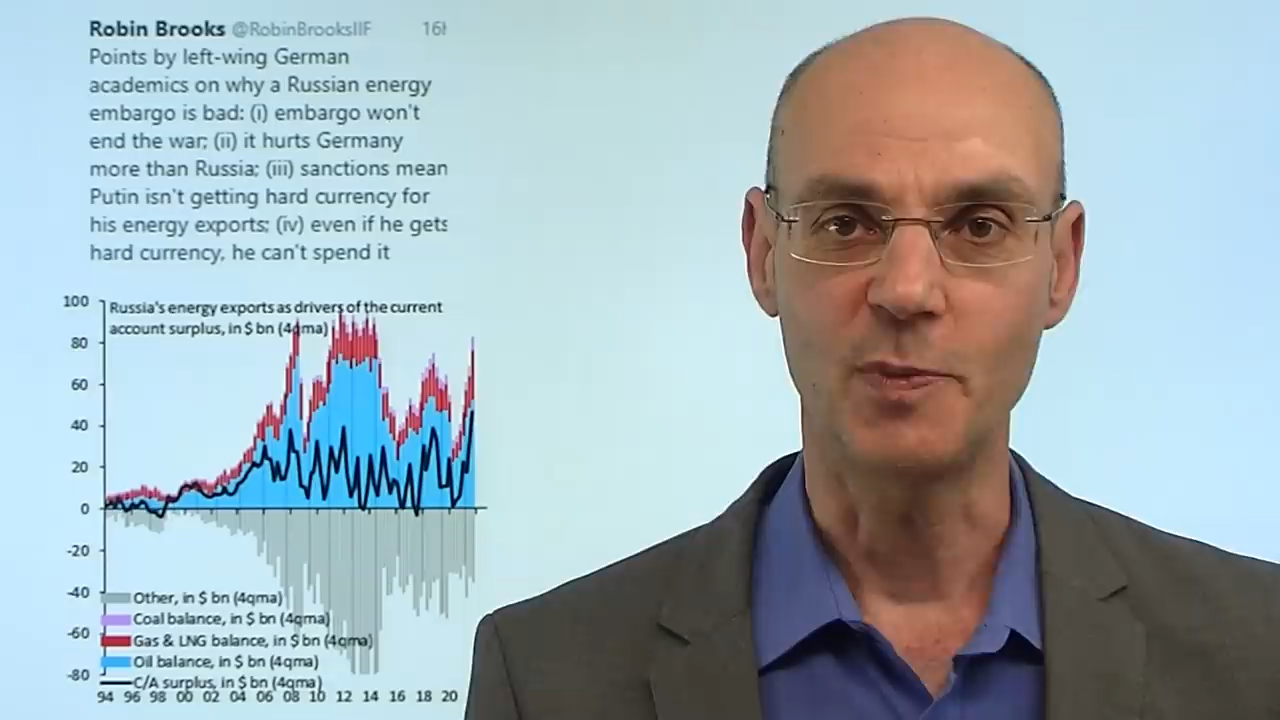 Robin Brooks @RobinBrooksIIF 16h
Points by left-wing German
academics on why a Russian energy
embargo is bad: (i) embargo won't
end the war; (ii) it hurts Germany
more than Russia; (iii) sanctions mean
Putin isn't getting hard currency for
his energy exports; (iv) even if he gets
hard currency, he can't spend it
Russia's energy exports as drivers of the current
account surplus, in $ bn (4qma)
100
80
60
40
20
0
-20
-40
-60
-80
Other, in $ bn (4qma)
Coal balance, in $ bn (4qma)
Gas & LNG balance, in $ bn (4qma)
Oil balance, in $ bn (4qma)
C/A surplus, in $ bn (4qma)
94 96 98 00 02 04 06 08 10 12 14 16 18 20